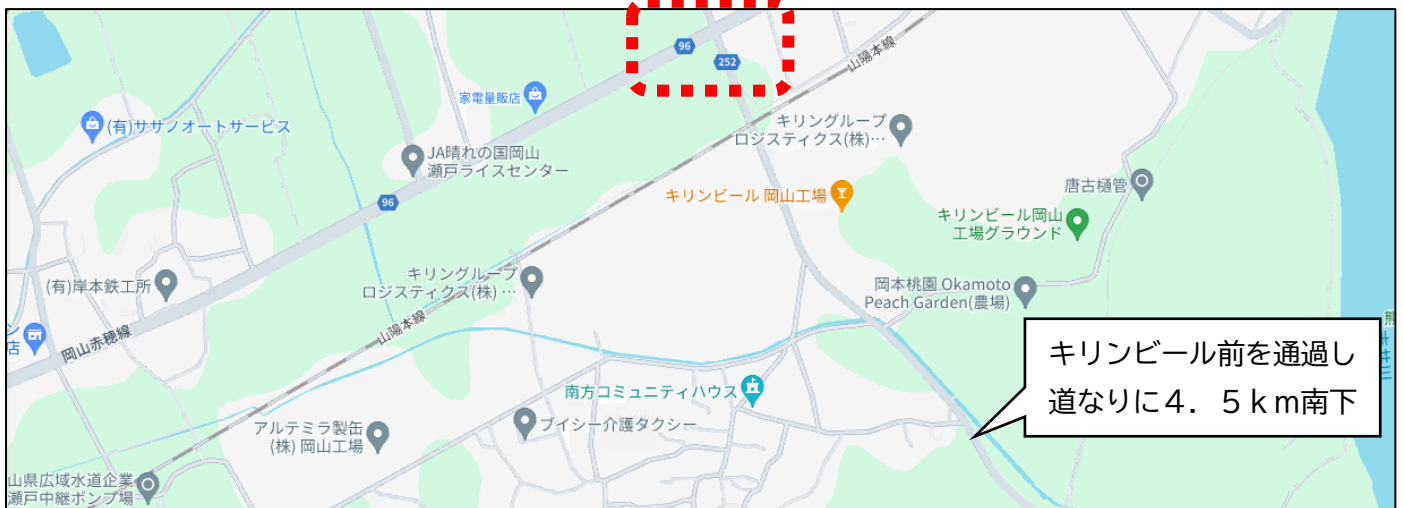 96
252
山陽本線
家電量販店
(有)ササノオートサービス
キリングループ
ロジスティクス(株)…
JA晴れの国岡山
瀬戸ライスセンター
唐古樋管
キリンビール 岡山工場
96
キリンビール岡山
工場グラウンド
キリングループ
ロジスティクス(株) …
(有)岸本鉄工所
岡本桃園 Okamoto
Peach Garden(農場)
山陽本線
ン
店
岡山赤穂線
熊
キリンビール前を通過し
道なりに4．5km南下
南方コミュニティハウス
ブイシー介護タクシー
アルテミラ製缶
(株) 岡山工場
山県広域水道企業
瀬戸中継ポンプ場